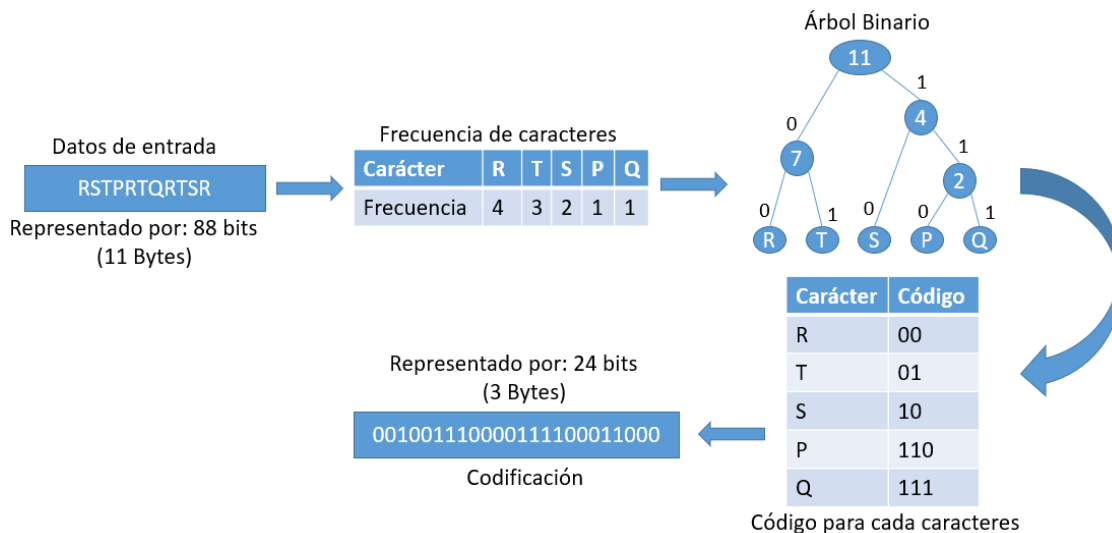 Datos de entrada
RSTPRTQRTSR
Representado por: 88 bits
(11 Bytes)
Frecuencia de caracteres
Carácter R T S P Q
Frecuencia 4 3 2 1 1
Árbol Binario
11
1
4
0
1
7
2
0 1 0 0 1
R T S P Q
Carácter Código
R 00
T 01
S 10
P 110
Q 111
Código para cada caracteres
Representado por: 24 bits
(3 Bytes)
001001110000111100011000
Codificación